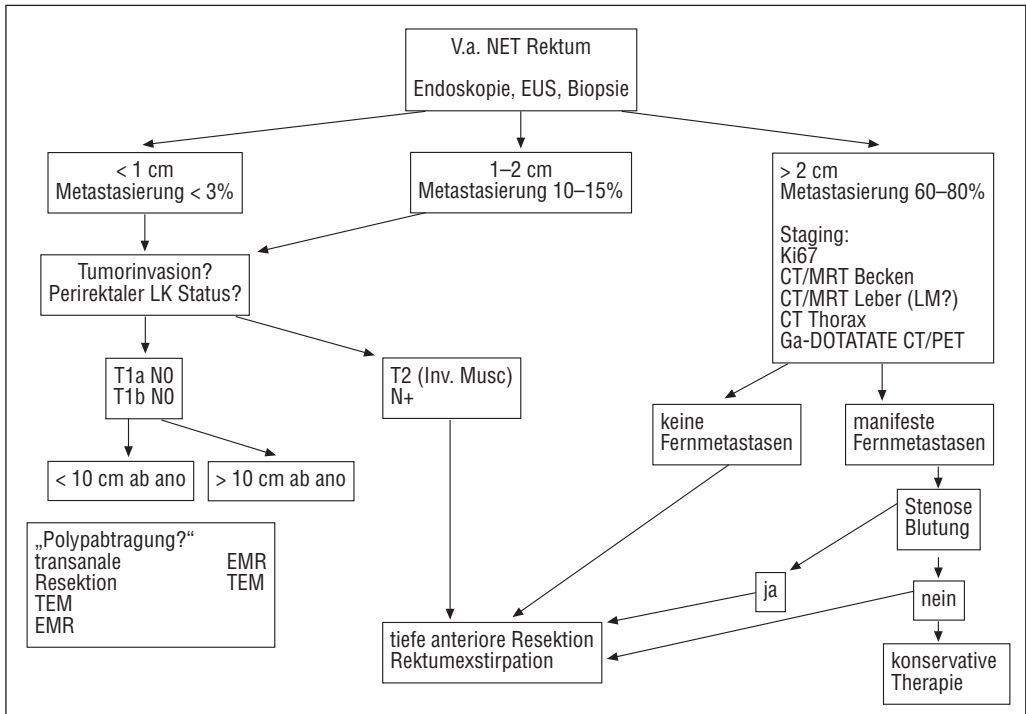 V.a. NET Rektum
Endoskopie, EUS, Biopsie
< 1 cm
Metastasierung < 3%
1–2 cm
Metastasierung 10–15%
> 2 cm
Metastasierung 60–80%
Staging:
Ki67
CT/MRT Becken
CT/MRT Leber (LM?)
CT Thorax
Ga-DOTATATE CT/PET
Tumorinvasion?
Perirektaler LK Status?
T1a N0
T1b N0
T2 (Inv. Musc)
N+
keine
Fernmetastasen
manifeste
Fernmetastasen
< 10 cm ab ano
> 10 cm ab ano
Stenose
Blutung
„Polypabtragung?“
transanale EMR
Resektion TEM
TEM
EMR
ja
nein
tiefe anteriore Resektion
Rektumexstirpation
konservative
Therapie